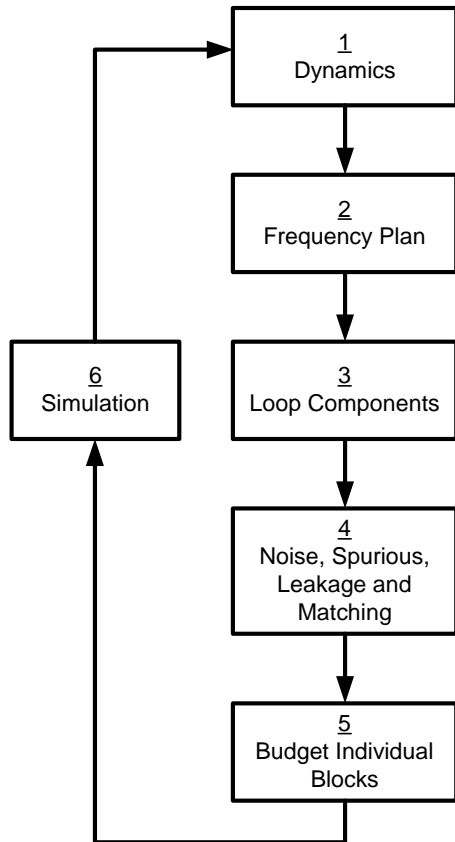 1
Dynamics
2
Frequency Plan
3
Loop Components
4
Noise, Spurious,
Leakage and
Matching
5
Budget Individual
Blocks
6
Simulation